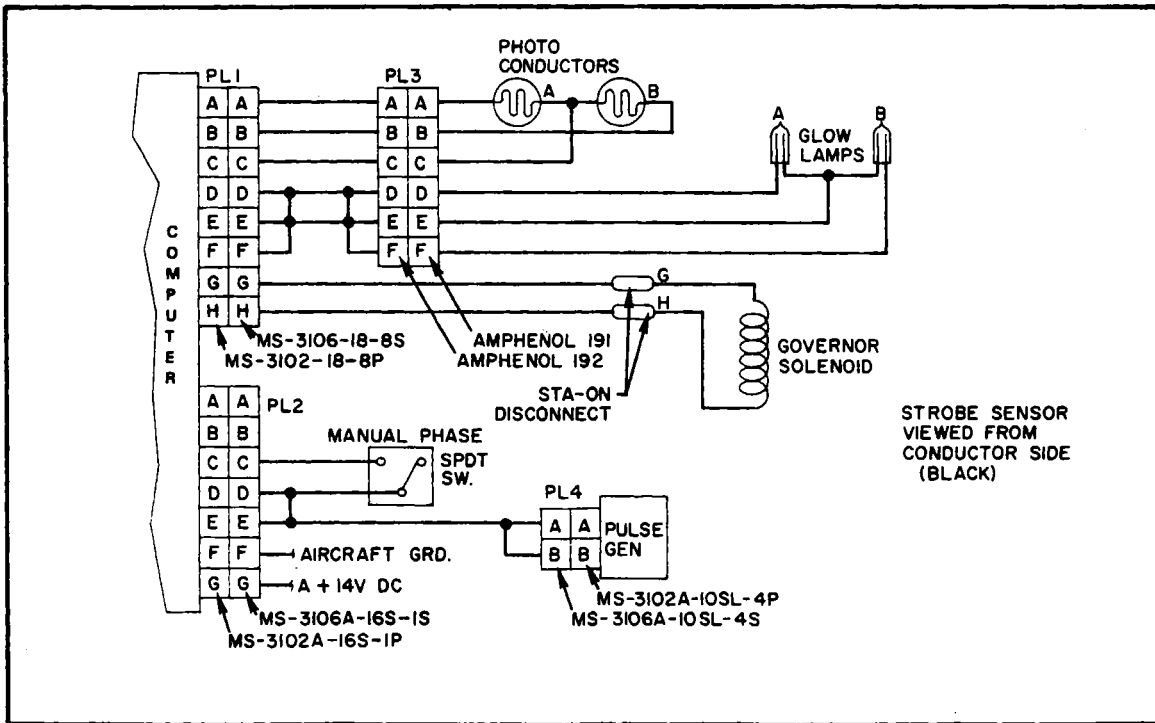 PHOTO
CONDUCTORS
PL1
PL3
A
B
A A
B B
C C
D D
E E
F F
G G
H H
A A
B B
C C
D D
E E
F F
A
B
GLOW
LAMPS
COMPUTER
G
H
MS-3106-18-8S
MS-3102-18-8P
AMPHENOL 191
AMPHENOL 192
STA-ON
DISCONNECT
GOVERNOR
SOLENOID
STROBE SENSOR
VIEWED FROM
CONDUCTOR SIDE
(BLACK)
PL2
A A
B B
C C
D D
E E
F F
G G
MANUAL PHASE
SPDT
SW.
PL4
A A
B B
PULSE
GEN
AIRCRAFT GRD.
A + 14V DC
MS-3106A-16S-1S
MS-3102A-16S-1P
MS-3102A-10SL-4P
MS-3106A-10SL-4S